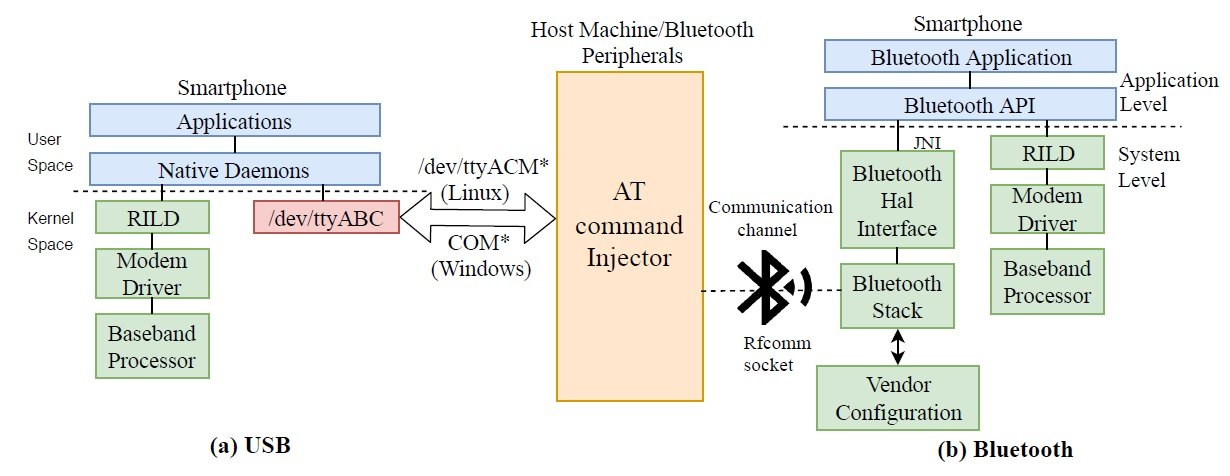 Smartphone
Applications
User
Space
Native Daemons
Kernel
Space
RILD
/dev/ttyABC
Modem
Driver
Baseband
Processor
(a) USB
/dev/ttyACM*
(Linux)
COM*
(Windows)
Host Machine/Bluetooth
Peripherals
AT
command
Injector
Communication
channel
Rfcomm
socket
Smartphone
Bluetooth Application
Bluetooth API
Application
Level
JNI
System
Level
Bluetooth
Hal
Interface
Bluetooth
Stack
Vendor
Configuration
RILD
Modem
Driver
Baseband
Processor
(b) Bluetooth